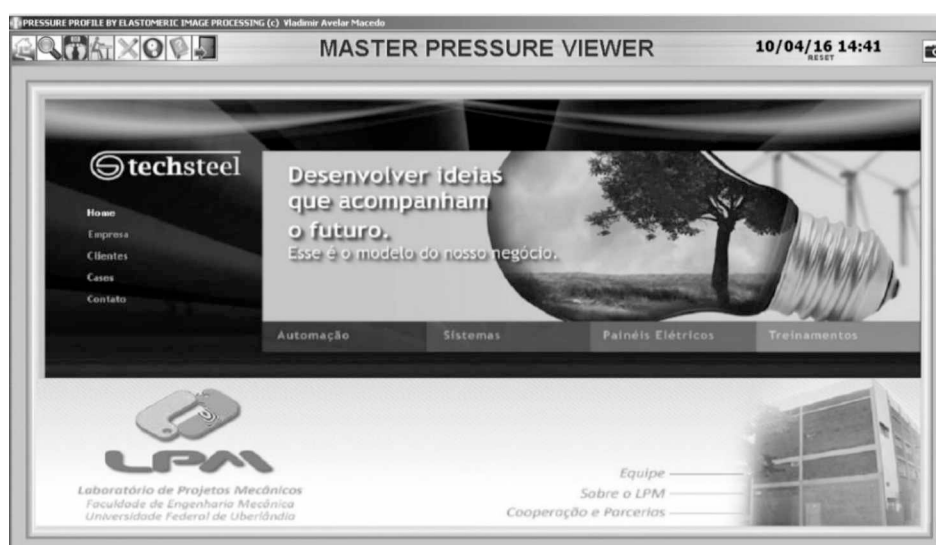 PRESSURE PROFILE BY ELASTOMERIC IMAGE PROCESSING (c) Vladimir Avelar Macedo
MASTER PRESSURE VIEWER
10/04/16 14:41
RESET
techsteel
Home
Empresa
Clientes
Cases
Contato
Desenvolver ideias
que acompanham
o futuro.
Esse é o modelo do nosso negócio.
Automação
Sistemas
Painéis Elétricos
Treinamentos
LPM
Laboratório de Projetos Mecânicos
Faculdade de Engenharia Mecânica
Universidade Federal de Uberlândia
Equipe
Sobre o LPM
Cooperação e Parcerias